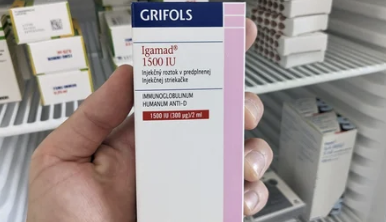 GRIFOLS
Igamad®
1500 IU
Injekčný roztok v predplnenej
injekčnej striekačke
IMMUNOGLOBULINUM
HUMANUM ANTI-D
1500 IU (300 µg)/2 ml